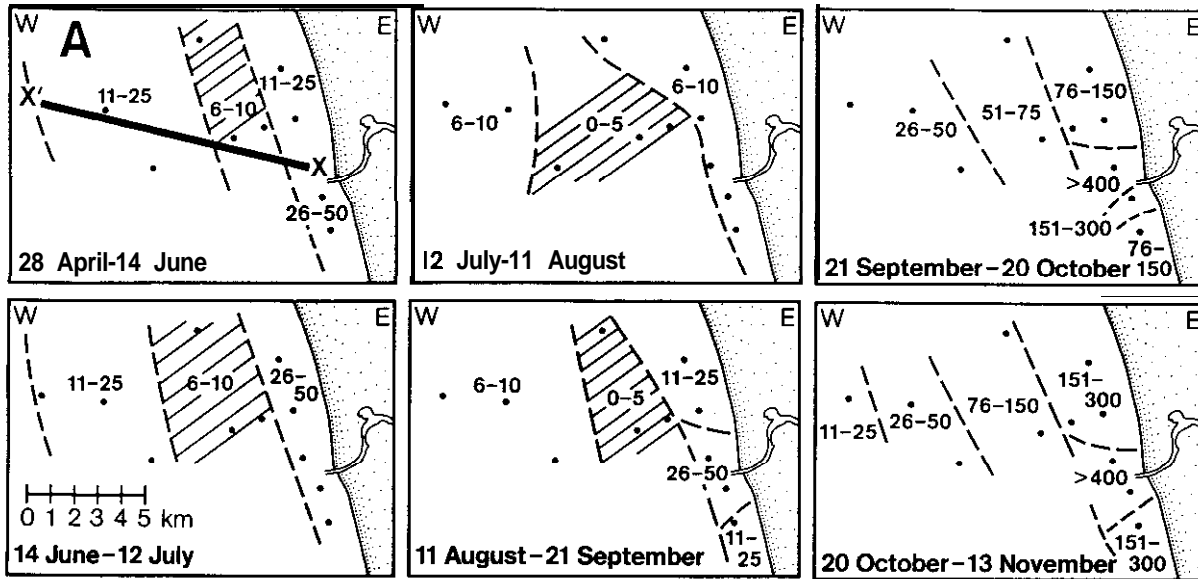 W A E
X' 11–25 11–25
6–10
X
26–50
28 April-14 June
W E
6–10
6–10 0–5
12 July-11 August
W E
76–150
51–75
26–50
>400
151–300
76–
21 September–20 October 150
W E
11–25 6–10 26–
50
0 1 2 3 4 5 km
14 June–12 July
W E
6–10 11–25
0–5
26–50
11 August–21 September 11–
25
W E
151–
300
76–150
26–50
11–25
>400
20 October–13 November 151–
300